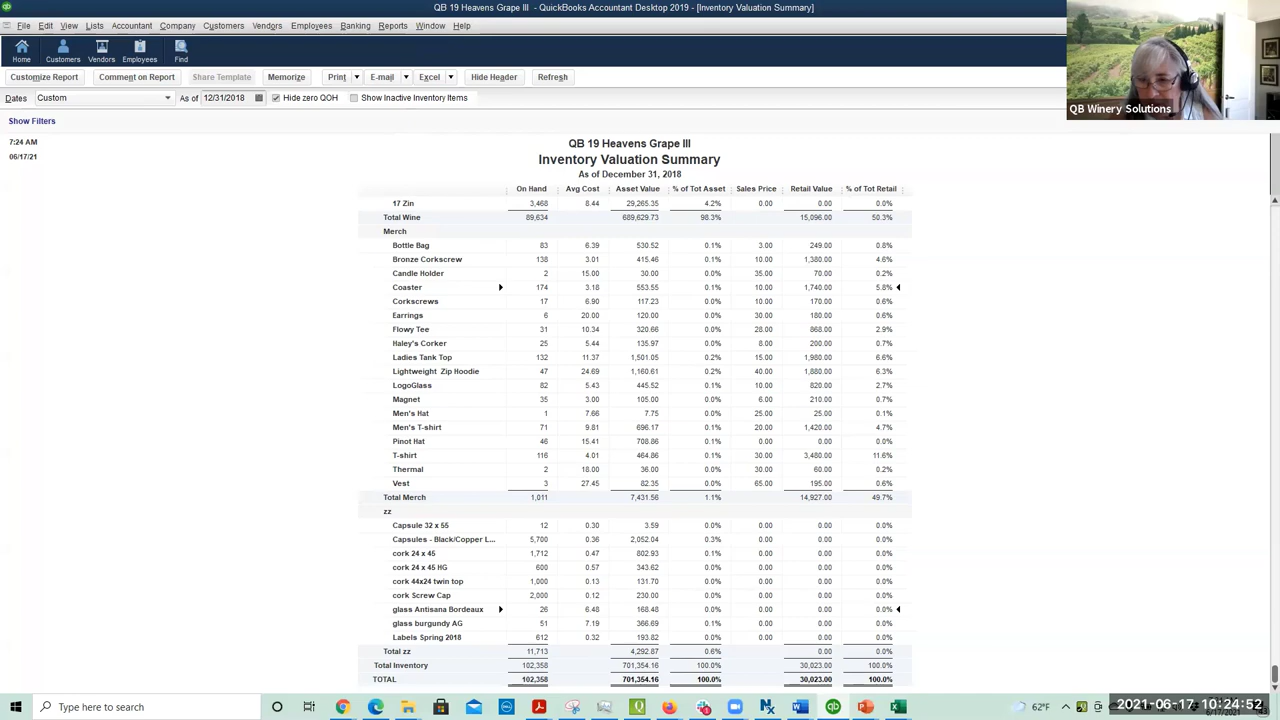 QB 19 Heavens Grape III - QuickBooks Accountant Desktop 2019 - [Inventory Valuation Summary]
File Edit View Lists Accountant Company Customers Vendors Employees Banking Reports Window Help
Home Customers Vendors Employees Find
Customize Report Comment on Report Share Template Memorize Print E-mail Excel Hide Header Refresh
Dates Custom As of 12/31/2018 Hide zero QOH Show Inactive Inventory Items
QB Winery Solutions
Show Filters
7:24 AM
06/17/21
QB 19 Heavens Grape III
Inventory Valuation Summary
As of December 31, 2018
On Hand Avg Cost Asset Value % of Tot Asset Sales Price Retail Value % of Tot Retail
17 Zin 3,468 8.44 29,265.35 4.2% 0.00 0.00 0.0%
Total Wine 89,634 689,629.73 98.3% 15,096.00 50.3%
Merch
Bottle Bag 83 6.39 530.52 0.1% 3.00 249.00 0.8%
Bronze Corkscrew 138 3.01 415.46 0.1% 10.00 1,380.00 4.6%
Candle Holder 2 15.00 30.00 0.0% 35.00 70.00 0.2%
Coaster 174 3.18 553.55 0.1% 10.00 1,740.00 5.8%
Corkscrews 17 6.90 117.23 0.0% 10.00 170.00 0.6%
Earrings 6 20.00 120.00 0.0% 30.00 180.00 0.6%
Flowy Tee 31 10.34 320.66 0.0% 28.00 868.00 2.9%
Haley's Corker 25 5.44 135.97 0.0% 8.00 200.00 0.7%
Ladies Tank Top 132 11.37 1,501.05 0.2% 15.00 1,980.00 6.6%
Lightweight Zip Hoodie 47 24.69 1,160.61 0.2% 40.00 1,880.00 6.3%
LogoGlass 82 5.43 445.52 0.1% 10.00 820.00 2.7%
Magnet 35 3.00 105.00 0.0% 6.00 210.00 0.7%
Men's Hat 1 7.66 7.75 0.0% 25.00 25.00 0.1%
Men's T-shirt 71 9.81 696.17 0.1% 20.00 1,420.00 4.7%
Pinot Hat 46 15.41 708.86 0.1% 0.00 0.00 0.0%
T-shirt 116 4.01 464.86 0.1% 30.00 3,480.00 11.6%
Thermal 2 18.00 36.00 0.0% 30.00 60.00 0.2%
Vest 3 27.45 82.35 0.0% 65.00 195.00 0.6%
Total Merch 1,011 7,431.56 1.1% 14,927.00 49.7%
zz
Capsule 32 x 55 12 0.30 3.59 0.0% 0.00 0.00 0.0%
Capsules - Black/Copper L... 5,700 0.36 2,052.04 0.3% 0.00 0.00 0.0%
cork 24 x 45 1,712 0.47 802.93 0.1% 0.00 0.00 0.0%
cork 24 x 45 HG 600 0.57 343.62 0.0% 0.00 0.00 0.0%
cork 44x24 twin top 1,000 0.13 131.70 0.0% 0.00 0.00 0.0%
cork Screw Cap 2,000 0.12 230.00 0.0% 0.00 0.00 0.0%
glass Antisana Bordeaux 26 6.48 168.48 0.0% 0.00 0.00 0.0%
glass burgundy AG 51 7.19 366.69 0.1% 0.00 0.00 0.0%
Labels Spring 2018 612 0.32 193.82 0.0% 0.00 0.00 0.0%
Total zz 11,713 4,292.87 0.6% 0.00 0.0%
Total Inventory 102,358 701,354.16 100.0% 30,023.00 100.0%
TOTAL 102,358 701,354.16 100.0% 30,023.00 100.0%
Type here to search 62°F 2021-06-17 10:24:52